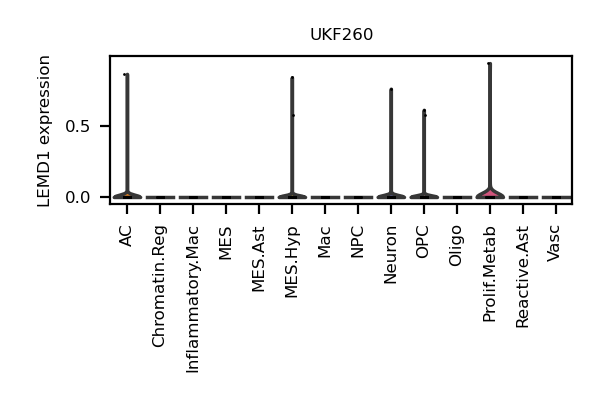 UKF260
LEMD1 expression
0.5
0.0
AC
Chromatin.Reg
Inflammatory.Mac
MES
MES.Ast
MES.Hyp
Mac
NPC
Neuron
OPC
Oligo
Prolif.Metab
Reactive.Ast
Vasc